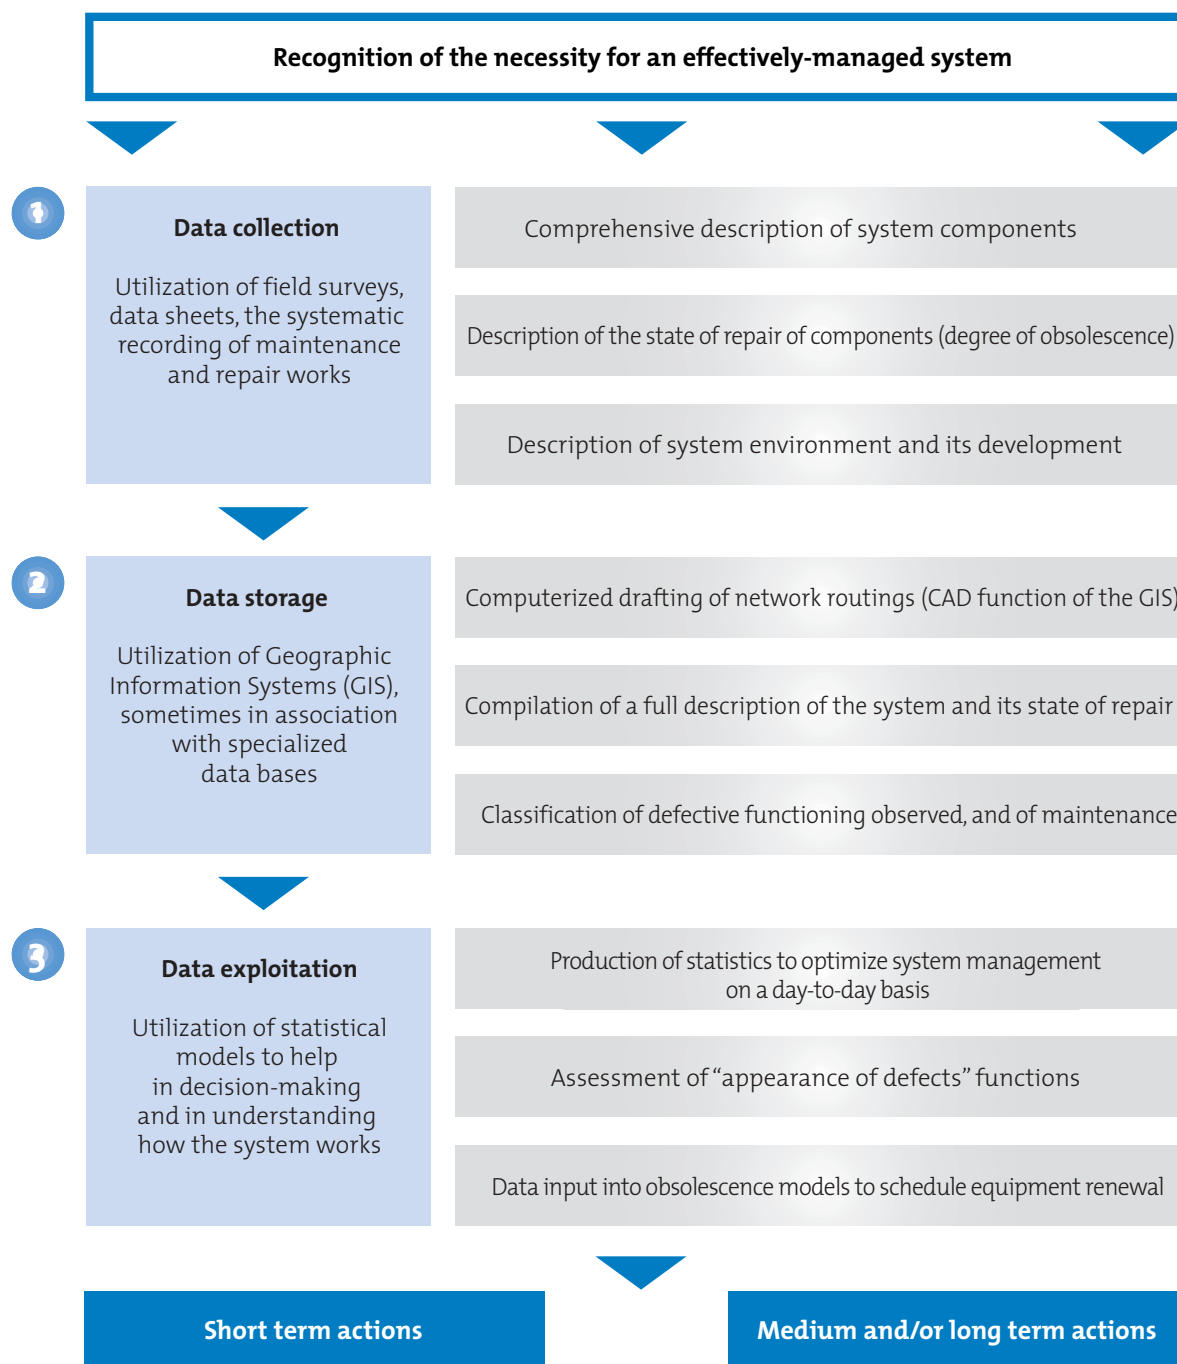 Recognition of the necessity for an effectively-managed system
1
Data collection
Utilization of field surveys,
data sheets, the systematic
recording of maintenance
and repair works
Comprehensive description of system components
Description of the state of repair of components (degree of obsolescence)
Description of system environment and its development
2
Data storage
Utilization of Geographic
Information Systems (GIS),
sometimes in association
with specialized
data bases
Computerized drafting of network routings (CAD function of the GIS)
Compilation of a full description of the system and its state of repair
Classification of defective functioning observed, and of maintenance
3
Data exploitation
Utilization of statistical
models to help
in decision-making
and in understanding
how the system works
Production of statistics to optimize system management
on a day-to-day basis
Assessment of “appearance of defects” functions
Data input into obsolescence models to schedule equipment renewal
Short term actions
Medium and/or long term actions